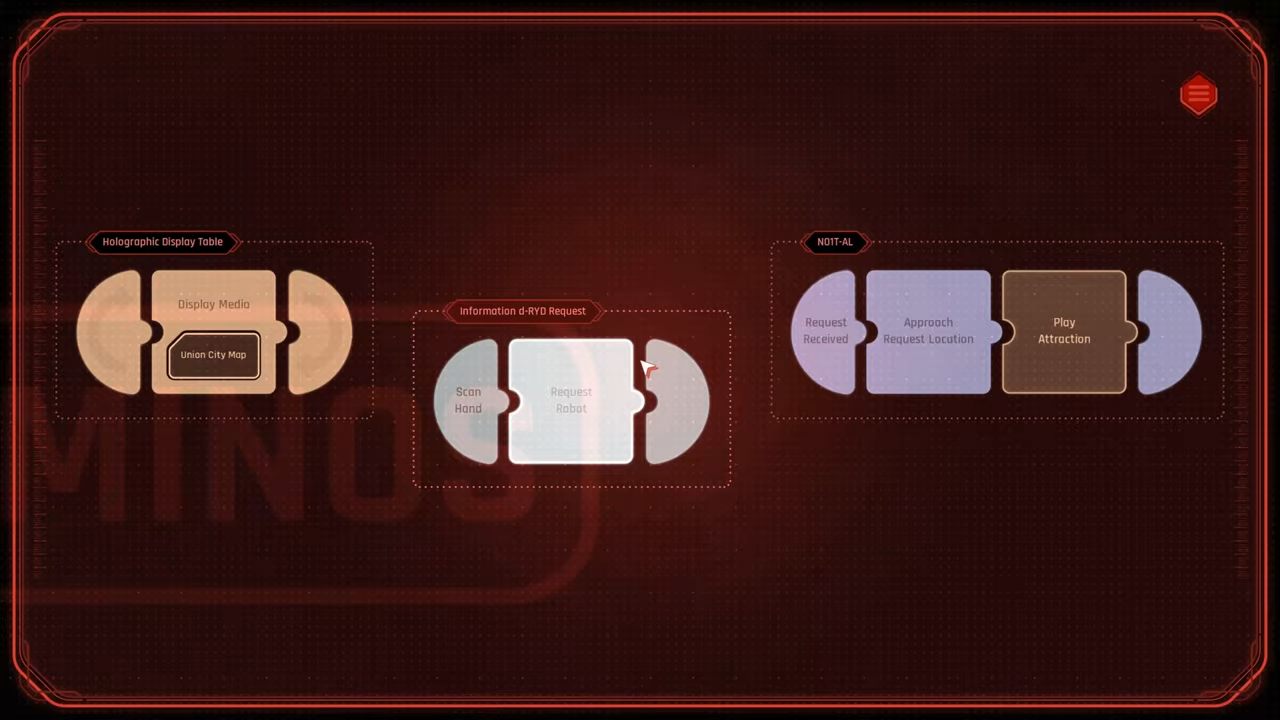 Holographic Display Table
Display Media
Union City Map
Information d-RYD Request
Scan
Hand
Request
Robot
N01T-AL
Request
Received
Approach
Request Location
Play
Attraction
MINOS